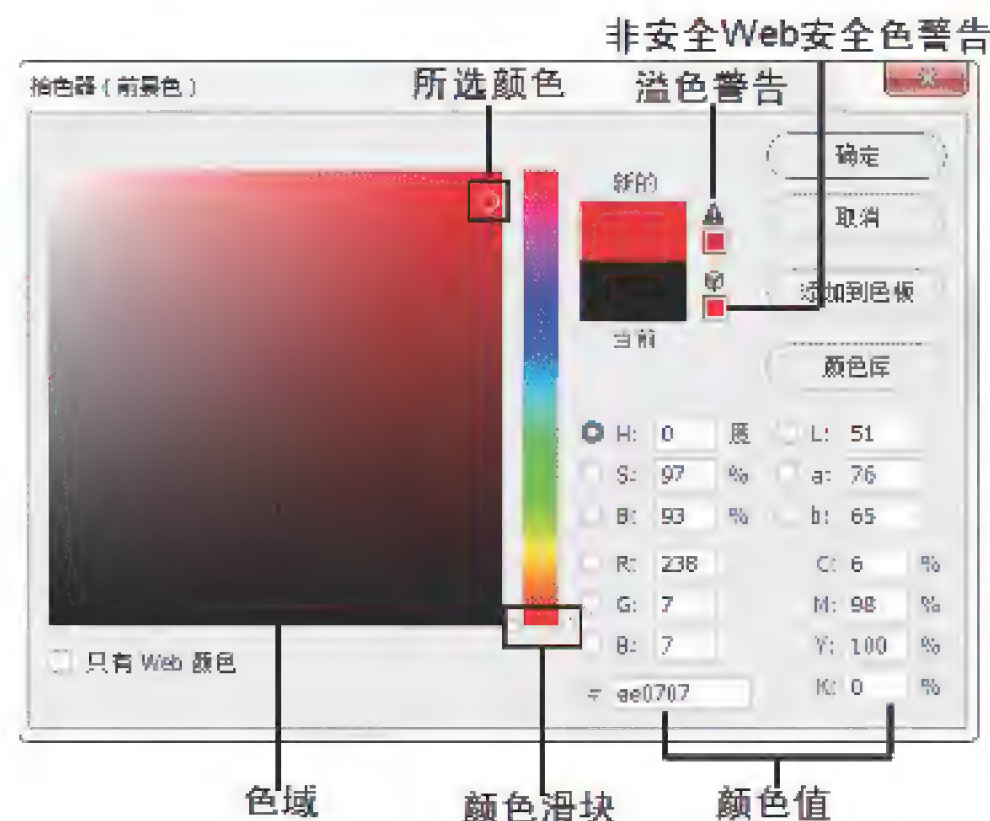 非安全Web安全色警告
所选颜色
溢色警告
拾色器（前景色）
确定
新的
取消
添加到色板
当前
颜色库
H: 0 度
L: 51
S: 97 %
a: 76
B: 93 %
b: 65
R: 238
C: 6 %
G: 7
M: 98 %
B: 7
Y: 100 %
只有 Web 颜色
# ee0707
K: 0 %
色域
颜色滑块
颜色值